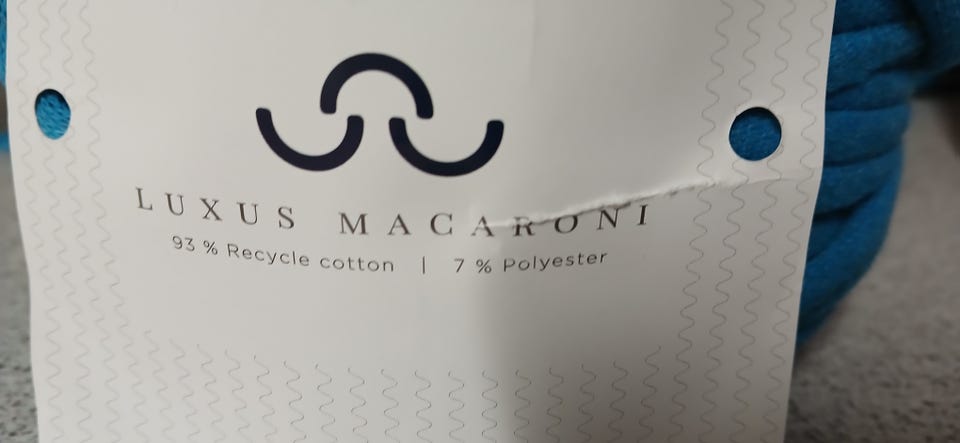 LUXUS MACARONI
93 % Recycle cotton | 7 % Polyester